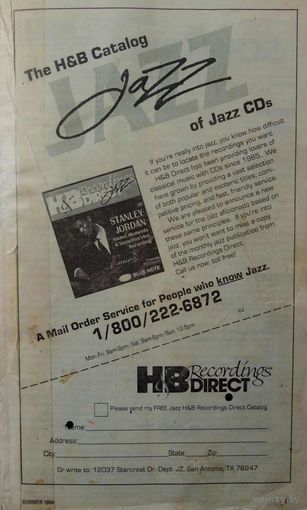 The H&B Catalog
JAZZ
Jazz
of Jazz CDs
If you're really into jazz, you know how difficult
it can be to locate the recordings you want.
H&B Direct has been providing lovers of
classical music with CDs since 1985. We
have grown by providing a vast selection
of both popular and esoteric titles, com-
petitive pricing, and fast, friendly service.
We are pleased to announce a new
service for the jazz aficionado based on
these same principles. If you're into
jazz, you won't want to miss a copy
of the monthly jazz publication from
H&B Recordings Direct.
Call us now, toll free!
H&B Recordings
Jazz
STANLEY
JORDAN
Stolen Moments
BLUE NOTE
A Mail Order Service for People who know Jazz.
1/800/222-6872
Mon-Fri, 9am-9pm/Sat, 9am-6pm/Sun, 12-5pm
H&B Recordings
DIRECT
Please send my FREE Jazz H&B Recordings Direct Catalog.
Name:
Address:
City State Zip
Or write to: 12037 Starcrest Dr. Dept. JZ, San Antonio, TX 78247
SUMMER 1994
www.ay.by